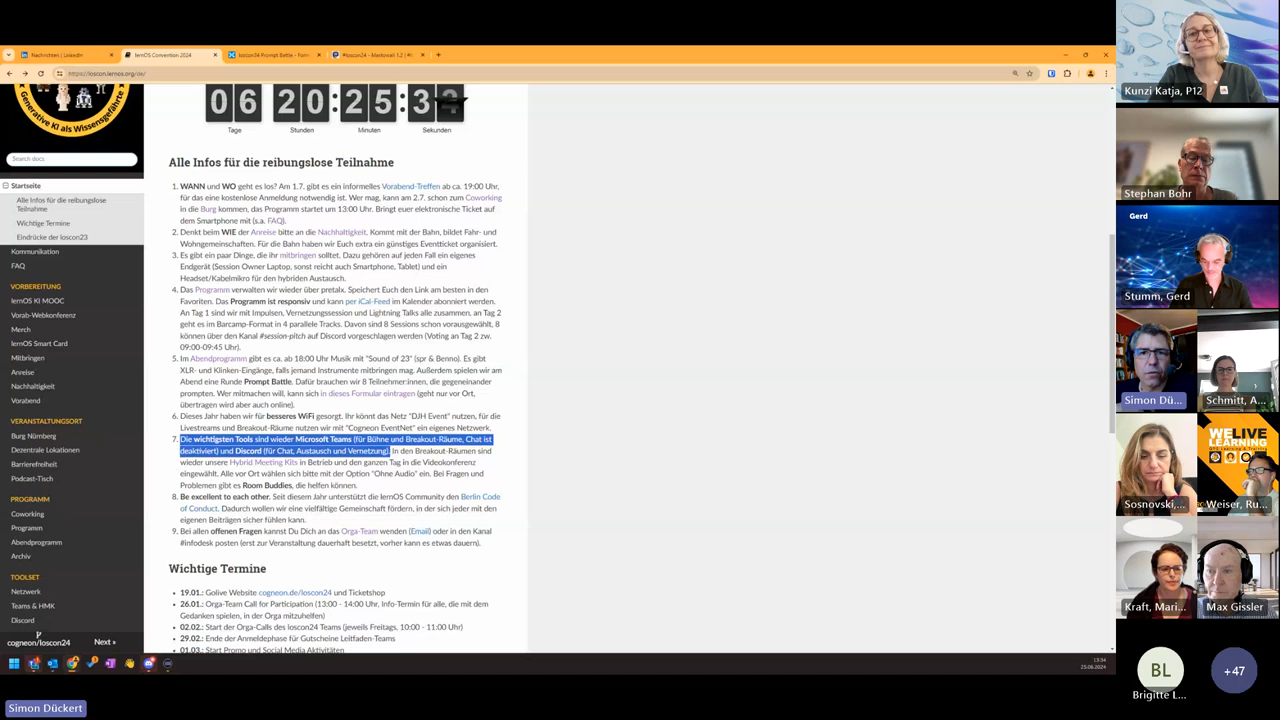 Nachrichten | LinkedIn
lernOS Convention 2024
loscon24 Prompt Battle - Form
#loscon24 - Mastowall 1.2 | #l
https://loscon.lernos.org/de/
Generative KI als Wissensgefährte
Search docs
Startseite
Alle Infos für die reibungslose
Teilnahme
Wichtige Termine
Eindrücke der loscon23
Kommunikation
FAQ
VORBEREITUNG
lernOS KI MOOC
Vorab-Webkonferenz
Merch
lernOS Smart Card
Mitbringen
Anreise
Nachhaltigkeit
Vorabend
VERANSTALTUNGSORT
Burg Nürnberg
Dezentrale Lokationen
Barrierefreiheit
Podcast-Tisch
PROGRAMM
Coworking
Programm
Abendprogramm
Archiv
TOOLSET
Netzwerk
Teams & HMK
Discord
cogneon/loscon24
Next »
06 20:25:3
Tage Stunden Minuten Sekunden
Alle Infos für die reibungslose Teilnahme
1. WANN und WO geht es los? Am 1.7. gibt es ein informelles Vorabend-Treffen ab ca. 19:00 Uhr,
für das eine kostenlose Anmeldung notwendig ist. Wer mag, kann am 2.7. schon zum Coworking
in die Burg kommen, das Programm startet um 13:00 Uhr. Bringt euer elektronische Ticket auf
dem Smartphone mit (s.a. FAQ).
2. Denkt beim WIE der Anreise bitte an die Nachhaltigkeit. Kommt mit der Bahn, bildet Fahr- und
Wohngemeinschaften. Für die Bahn haben wir Euch extra ein günstiges Eventticket organisiert.
3. Es gibt ein paar Dinge, die ihr mitbringen solltet. Dazu gehören auf jeden Fall ein eigenes
Endgerät (Session Owner Laptop, sonst reicht auch Smartphone, Tablet) und ein
Headset/Kabelmikro für den hybriden Austausch.
4. Das Programm verwalten wir wieder über pretalx. Speichert Euch den Link am besten in den
Favoriten. Das Programm ist responsiv und kann per iCal-Feed im Kalender abonniert werden.
An Tag 1 sind wir mit Impulsen, Vernetzungssession und Lightning Talks alle zusammen, an Tag 2
geht es im Barcamp-Format in 4 parallele Tracks. Davon sind 8 Sessions schon vorausgewählt, 8
können über den Kanal #session-pitch auf Discord vorgeschlagen werden (Voting an Tag 2 zw.
09:00-09:45 Uhr).
5. Im Abendprogramm gibt es ca. ab 18:00 Uhr Musik mit "Sound of 23" (spr & Benno). Es gibt
XLR- und Klinken-Eingänge, falls jemand Instrumente mitbringen mag. Außerdem spielen wir am
Abend eine Runde Prompt Battle. Dafür brauchen wir 8 Teilnehmer:innen, die gegeneinander
prompten. Wer mitmachen will, kann sich in dieses Formular eintragen (geht nur vor Ort,
übertragen wird aber auch online).
6. Dieses Jahr haben wir für besseres WiFi gesorgt. Ihr könnt das Netz "DJH Event" nutzen, für die
Livestreams und Breakout-Räume nutzen wir mit "Cogneon EventNet" ein eigenes Netzwerk.
7. Die wichtigsten Tools sind wieder Microsoft Teams (für Bühne und Breakout-Räume, Chat ist
deaktiviert) und Discord (für Chat, Austausch und Vernetzung). In den Breakout-Räumen sind
wieder unsere Hybrid Meeting Kits in Betrieb und den ganzen Tag in die Videokonferenz
eingewählt. Alle vor Ort wählen sich bitte mit der Option "Ohne Audio" ein. Bei Fragen und
Problemen gibt es Room Buddies, die helfen können.
8. Be excellent to each other. Seit diesem Jahr unterstützt die lernOS Community den Berlin Code
of Conduct. Dadurch wollen wir eine vielfältige Gemeinschaft fördern, in der sich jeder mit den
eigenen Beiträgen sicher fühlen kann.
9. Bei allen offenen Fragen kannst Du Dich an das Orga-Team wenden (Email) oder in den Kanal
#infodesk posten (erst zur Veranstaltung dauerhaft besetzt, vorher kann es etwas dauern).
Wichtige Termine
• 19.01.: Golive Website cogneon.de/loscon24 und Ticketshop
• 26.01.: Orga-Team Call for Participation (13:00 - 14:00 Uhr, Info-Termin für alle, die mit dem
Gedanken spielen, in der Orga mitzuhelfen)
• 02.02.: Start der Orga-Calls des loscon24 Teams (jeweils Freitags, 10:00 - 11:00 Uhr)
• 29.02.: Ende der Anmeldephase für Gutscheine Leitfaden-Teams
• 01.03.: Start Promo und Social Media Aktivitäten
13:34
25.06.2024
Simon Dückert
Kunzi Katja, P12
Stephan Bohr
Gerd
Stumm, Gerd
Simon Dü...
Schmitt, A...
Sosnovski,...
WE LIVE
LEARNING
Weiser, Ru...
Kraft, Mari...
Max Gissler
BL
Brigitte L...
+47